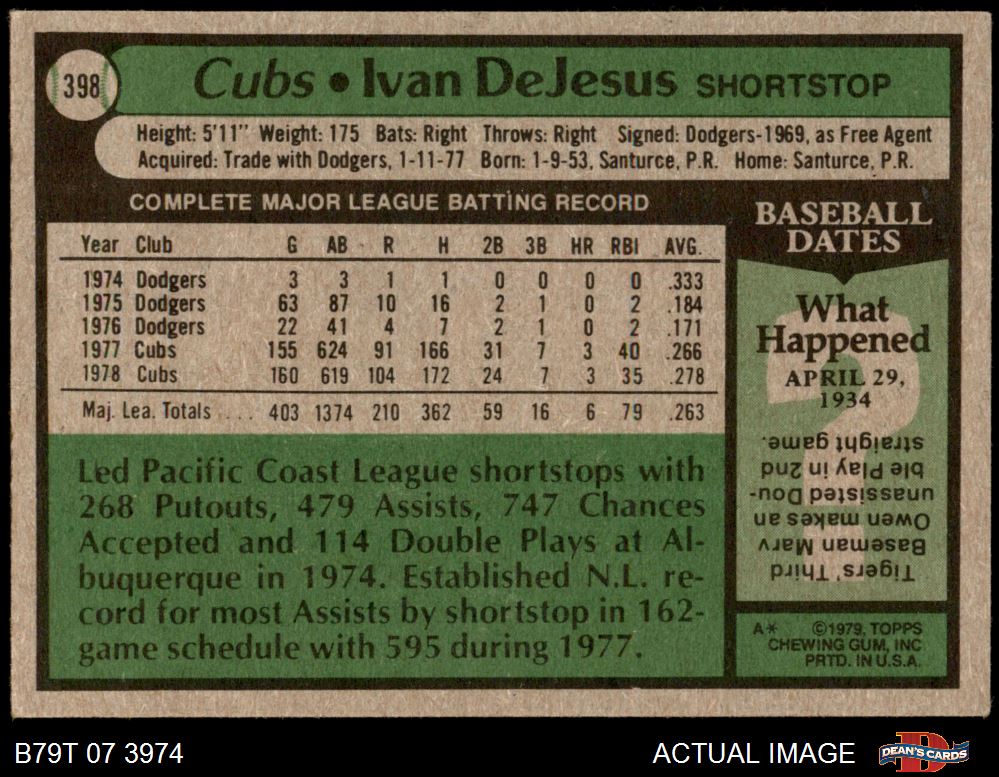 398
Cubs • Ivan DeJesus SHORTSTOP
Height: 5'11" Weight: 175 Bats: Right Throws: Right Signed: Dodgers-1969, as Free Agent
Acquired: Trade with Dodgers, 1-11-77 Born: 1-9-53, Santurce, P.R. Home: Santurce, P.R.
COMPLETE MAJOR LEAGUE BATTING RECORD
Year Club G AB R H 2B 3B HR RBI AVG.
1974 Dodgers 3 3 1 1 0 0 0 0 .333
1975 Dodgers 63 87 10 16 2 1 0 2 .184
1976 Dodgers 22 41 4 7 2 1 0 2 .171
1977 Cubs 155 624 91 166 31 7 3 40 .266
1978 Cubs 160 619 104 172 24 7 3 35 .278
Maj. Lea. Totals .... 403 1374 210 362 59 16 6 79 .263
Led Pacific Coast League shortstops with
268 Putouts, 479 Assists, 747 Chances
Accepted and 114 Double Plays at Al-
buquerque in 1974. Established N.L. re-
cord for most Assists by shortstop in 162-
game schedule with 595 during 1977.
BASEBALL
DATES
What
Happened
APRIL 29,
1934
?
Tigers' Third
Baseman Marv
Owen makes an
unassisted Dou-
ble Play in 2nd
straight game.
A* ©1979, TOPPS
CHEWING GUM, INC
PRTD. IN U.S.A.
B79T 07 3974
ACTUAL IMAGE
D
DEAN'S CARDS